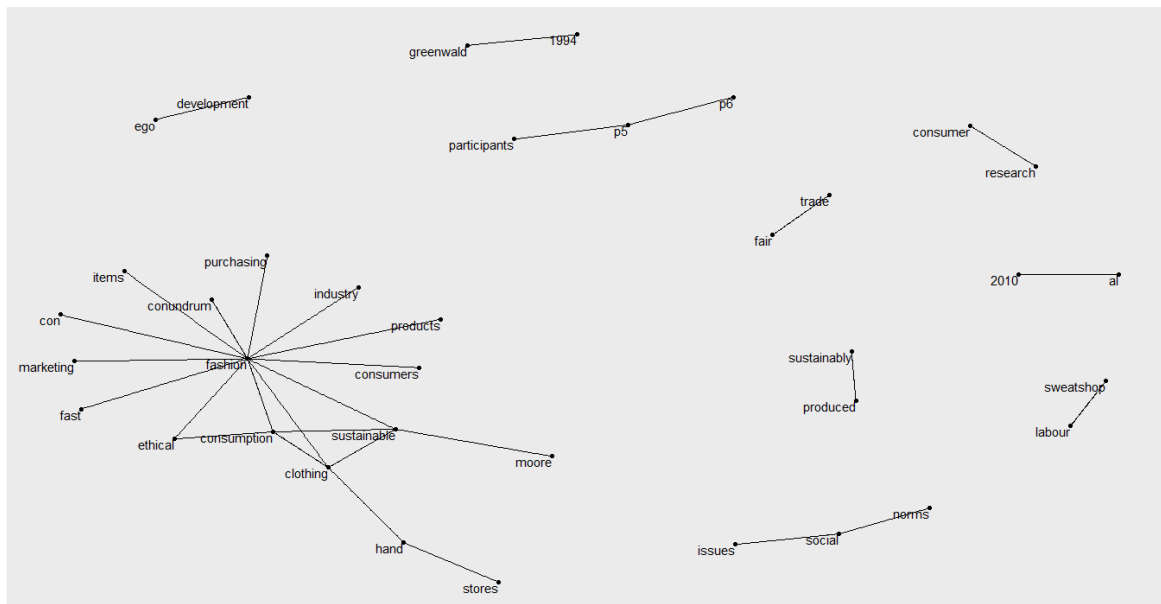 1994
greenwald
development
p6
ego
p5
consumer
participants
research
trade
fair
purchasing
items
2010
al
industry
conundrum
con
products
sustainably
fashion
marketing
consumers
sweatshop
produced
fast
labour
sustainable
consumption
ethical
moore
clothing
norms
social
hand
issues
stores